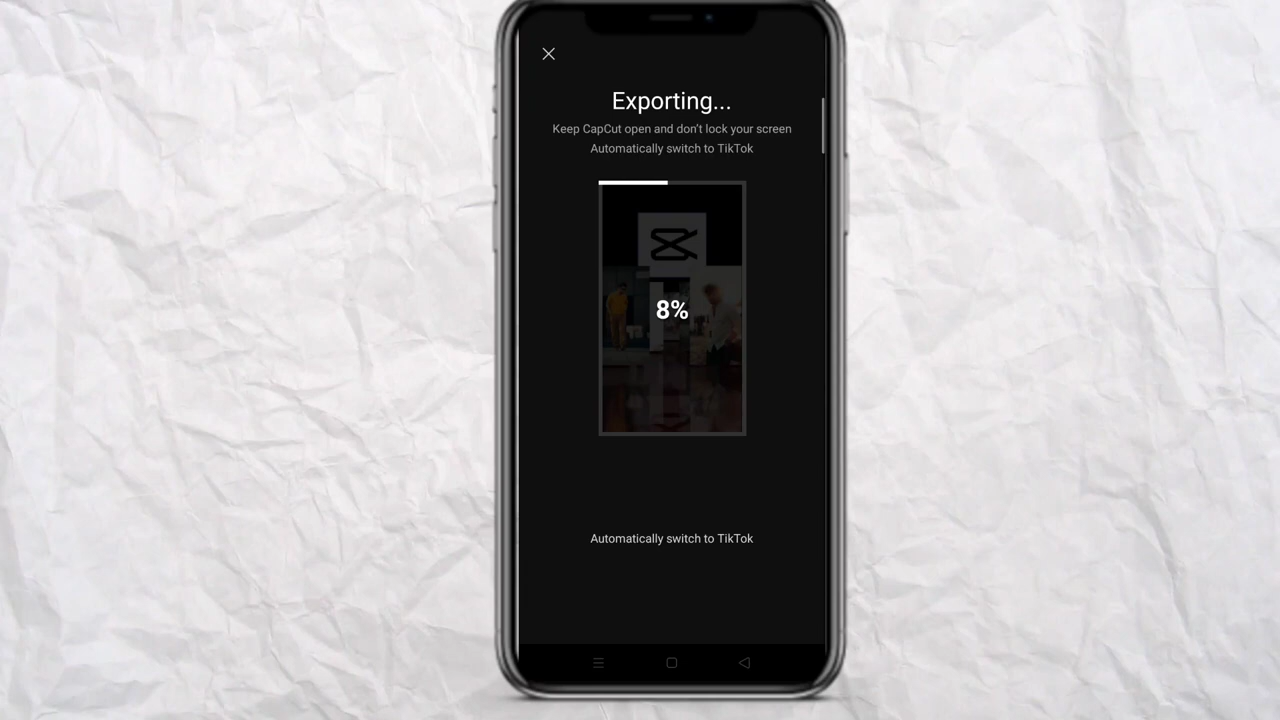 Exporting...
Keep CapCut open and don't lock your screen
Automatically switch to TikTok
8%
Automatically switch to TikTok